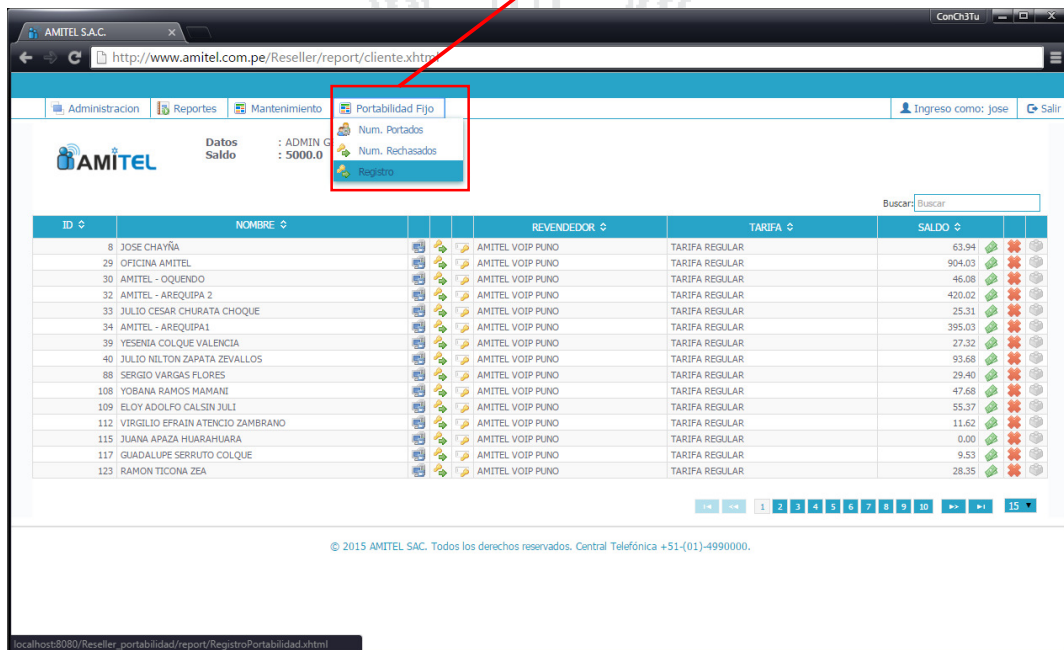 ConCh3Tu
AMITEL S.A.C.
http://www.amitel.com.pe/Reseller/report/cliente.xhtml
Administracion Reportes Mantenimiento Portabilidad Fijo Ingreso como: jose Salir
Num. Portados
Num. Rechasados
Registro
AMITEL
Datos : ADMIN G
Saldo : 5000.0
Buscar: Buscar
ID NOMBRE REVENDEDOR TARIFA SALDO
8 JOSE CHAYÑA AMITEL VOIP PUNO TARIFA REGULAR 63.94
29 OFICINA AMITEL AMITEL VOIP PUNO TARIFA REGULAR 904.03
30 AMITEL - OQUENDO AMITEL VOIP PUNO TARIFA REGULAR 46.08
32 AMITEL - AREQUIPA 2 AMITEL VOIP PUNO TARIFA REGULAR 420.02
33 JULIO CESAR CHURATA CHOQUE AMITEL VOIP PUNO TARIFA REGULAR 25.31
34 AMITEL - AREQUIPA1 AMITEL VOIP PUNO TARIFA REGULAR 395.03
39 YESENIA COLQUE VALENCIA AMITEL VOIP PUNO TARIFA REGULAR 27.32
40 JULIO NILTON ZAPATA ZEVALLOS AMITEL VOIP PUNO TARIFA REGULAR 93.68
88 SERGIO VARGAS FLORES AMITEL VOIP PUNO TARIFA REGULAR 29.40
108 YOBANA RAMOS MAMANI AMITEL VOIP PUNO TARIFA REGULAR 47.68
109 ELOY ADOLFO CALSIN JULI AMITEL VOIP PUNO TARIFA REGULAR 55.37
112 VIRGILIO EFRAIN ATENCIO ZAMBRANO AMITEL VOIP PUNO TARIFA REGULAR 11.62
115 JUANA APAZA HUARAHUARA AMITEL VOIP PUNO TARIFA REGULAR 0.00
117 GUADALUPE SERRUTO COLQUE AMITEL VOIP PUNO TARIFA REGULAR 9.53
123 RAMON TICONA ZEA AMITEL VOIP PUNO TARIFA REGULAR 28.35
1 2 3 4 5 6 7 8 9 10 15
© 2015 AMITEL SAC. Todos los derechos reservados. Central Telefónica +51-(01)-4990000.
localhost:8080/Reseller_portabilidad/report/RegistroPortabilidad.xhtml